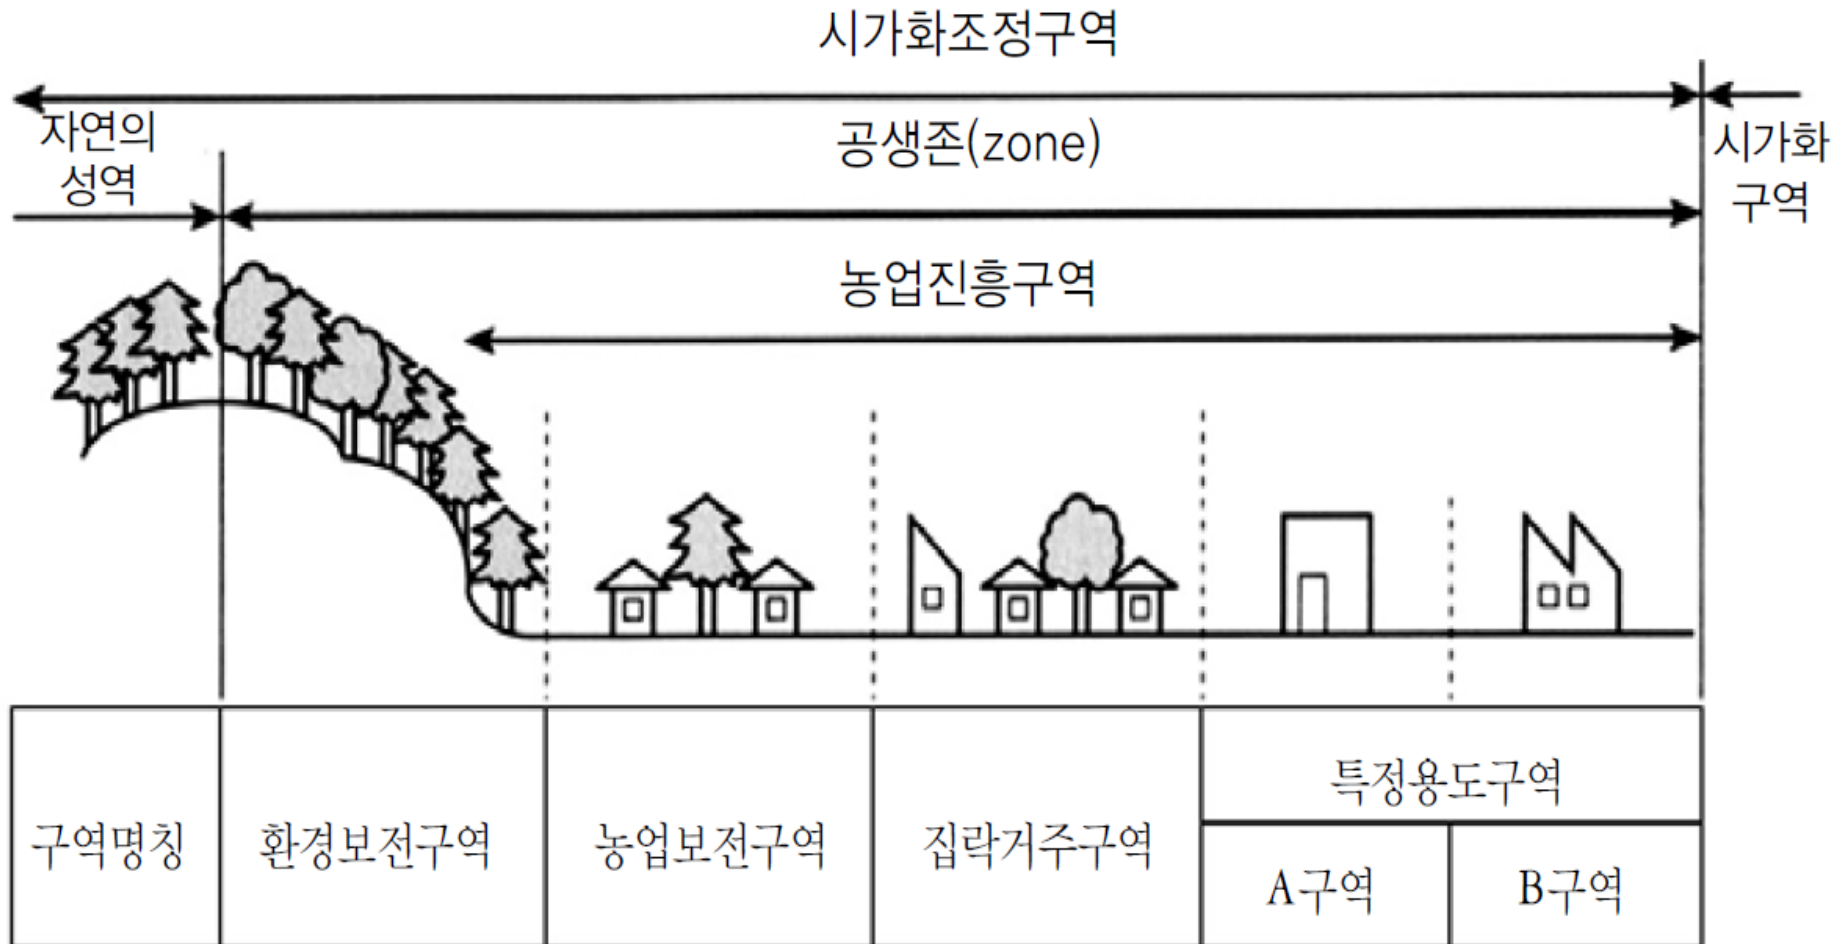 시가화조정구역
자연의
성역
공생존(zone)
시가화
구역
농업진흥구역
구역명칭
환경보전구역
농업보전구역
집락거주구역
특정용도구역
A구역
B구역